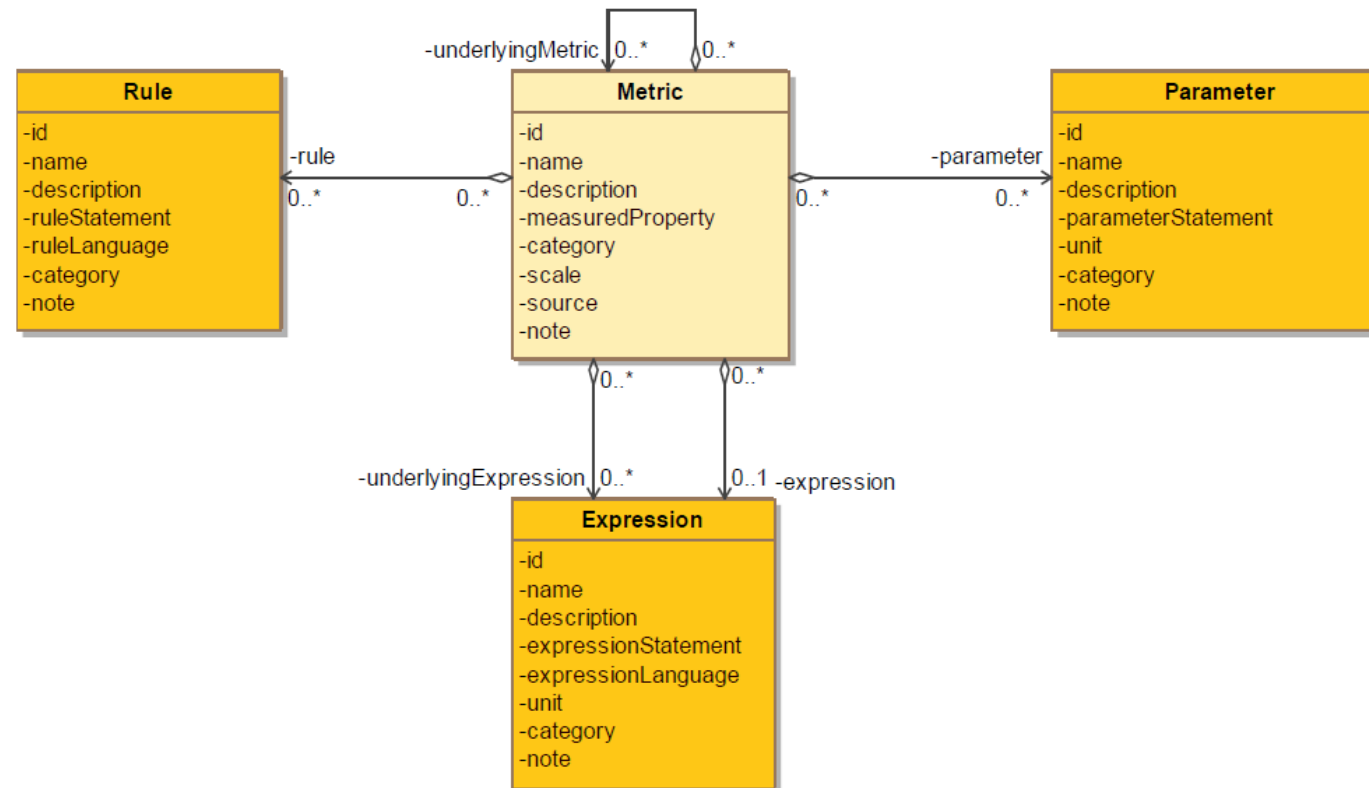 -underlyingMetric 0..* 0..*
Rule
-id
-name
-description
-ruleStatement
-ruleLanguage
-category
-note
-rule
0..* 0..*
Metric
-id
-name
-description
-measuredProperty
-category
-scale
-source
-note
-parameter
0..* 0..*
Parameter
-id
-name
-description
-parameterStatement
-unit
-category
-note
0..* 0..*
-underlyingExpression 0..* 0..1 -expression
Expression
-id
-name
-description
-expressionStatement
-expressionLanguage
-unit
-category
-note